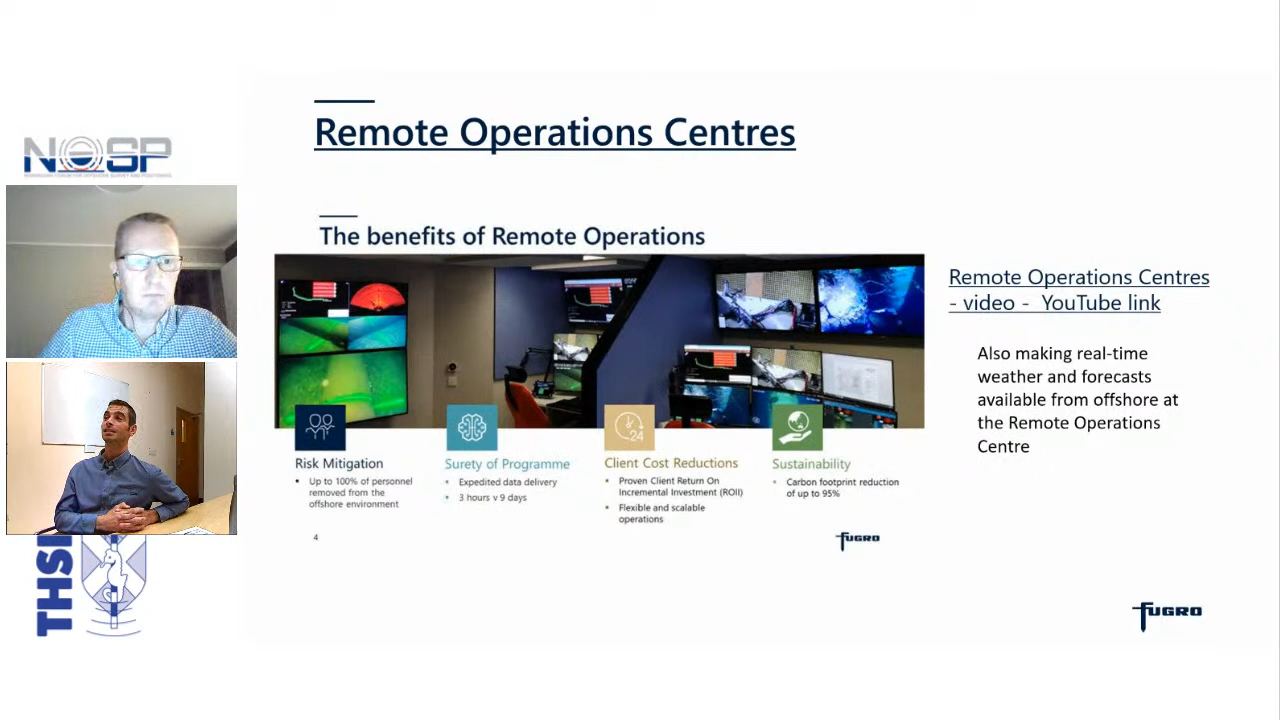 Remote Operations Centres
NOSP
The benefits of Remote Operations
Remote Operations Centres
- video - YouTube link
Also making real-time
weather and forecasts
available from offshore at
the Remote Operations
Centre
24
Risk Mitigation
▪ Up to 100% of personnel
removed from the
offshore environment
Surety of Programme
▪ Expedited data delivery
▪ 3 hours v 9 days
Client Cost Reductions
▪ Proven Client Return On
Incremental Investment (ROII)
▪ Flexible and scalable
operations
Sustainability
▪ Carbon footprint reduction
of up to 95%
4
FUGRO
THS
FUGRO